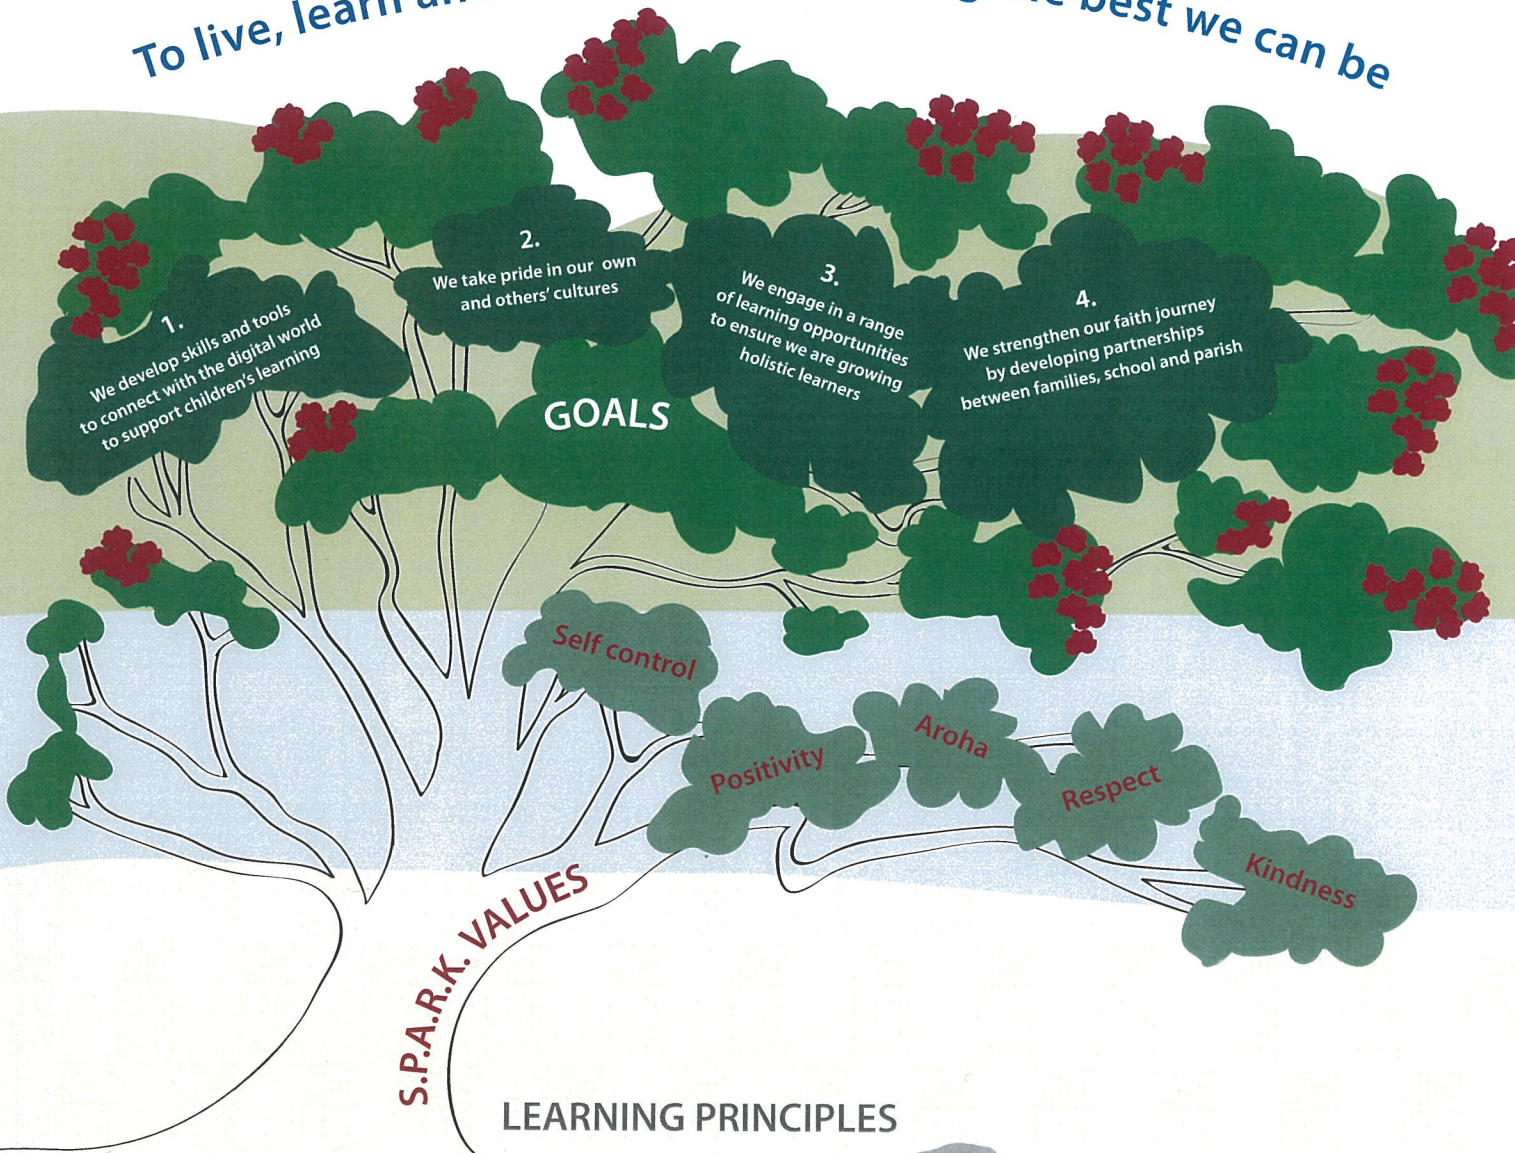 To live, learn
best we can be
1.
We develop skills and tools
to connect with the digital world
to support children's learning
2.
We take pride in our own
and others' cultures
3.
We engage in a range
of learning opportunities
to ensure we are growing
holistic learners
4.
We strengthen our faith journey
by developing partnerships
between families, school and parish
GOALS
Self control
Positivity
Aroha
Respect
Kindness
S.P.A.R.K. VALUES
LEARNING PRINCIPLES